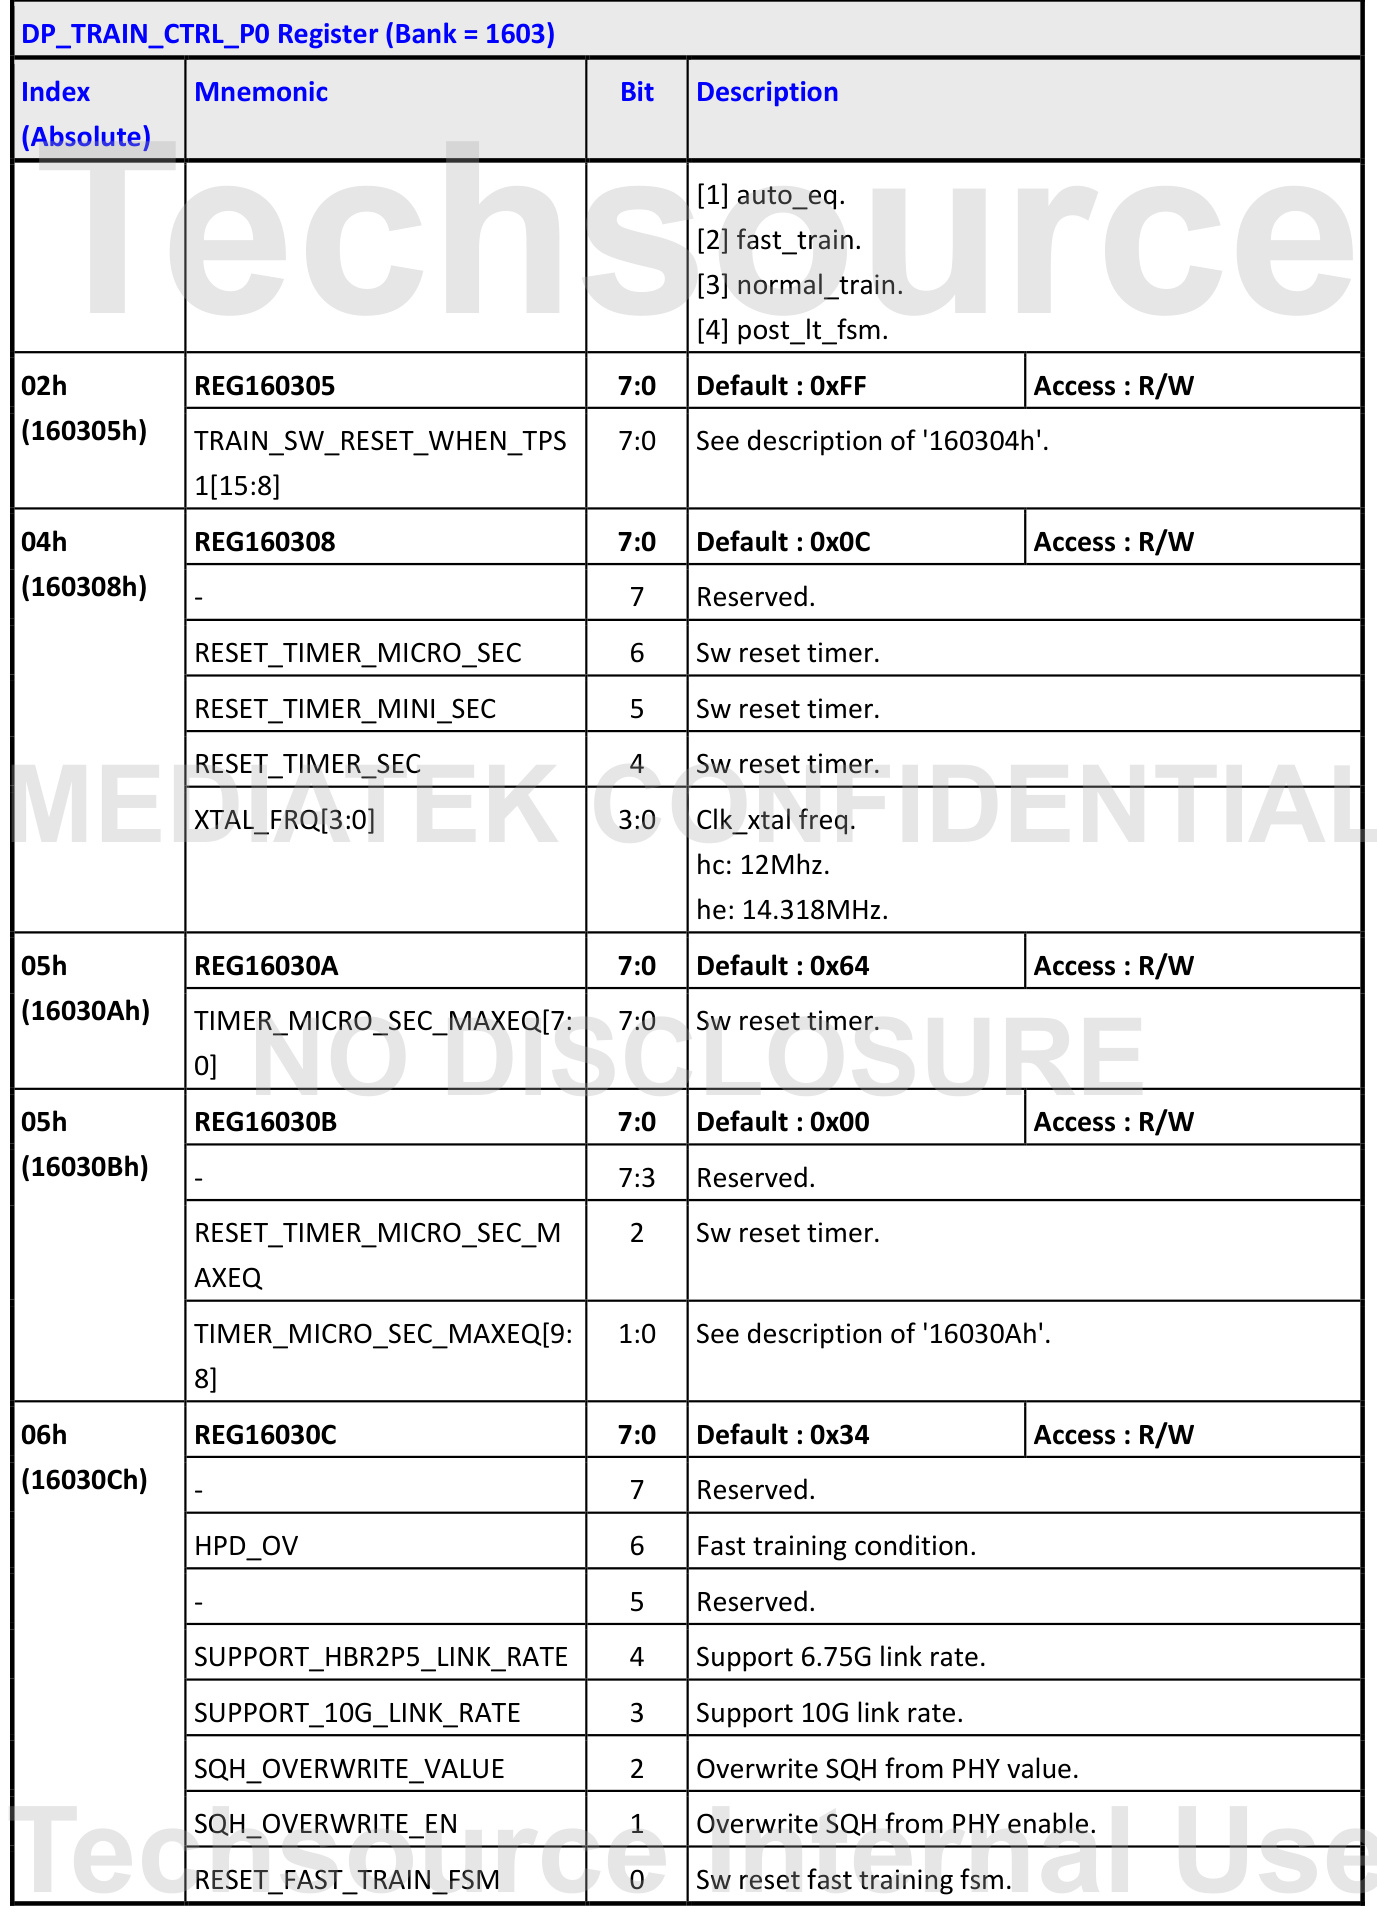 DP_TRAIN_CTRL_P0 Register (Bank = 1603)
Index (Absolute) Mnemonic Bit Description
[1] auto_eq.
[2] fast_train.
[3] normal_train.
[4] post_lt_fsm.
02h (160305h) REG160305 7:0 Default : 0xFF Access : R/W
TRAIN_SW_RESET_WHEN_TPS1[15:8] 7:0 See description of '160304h'.
04h (160308h) REG160308 7:0 Default : 0x0C Access : R/W
- 7 Reserved.
RESET_TIMER_MICRO_SEC 6 Sw reset timer.
RESET_TIMER_MINI_SEC 5 Sw reset timer.
RESET_TIMER_SEC 4 Sw reset timer.
XTAL_FRQ[3:0] 3:0 Clk_xtal freq.
hc: 12Mhz.
he: 14.318MHz.
05h (16030Ah) REG16030A 7:0 Default : 0x64 Access : R/W
TIMER_MICRO_SEC_MAXEQ[7:0] 7:0 Sw reset timer.
05h (16030Bh) REG16030B 7:0 Default : 0x00 Access : R/W
- 7:3 Reserved.
RESET_TIMER_MICRO_SEC_MAXEQ 2 Sw reset timer.
TIMER_MICRO_SEC_MAXEQ[9:8] 1:0 See description of '16030Ah'.
06h (16030Ch) REG16030C 7:0 Default : 0x34 Access : R/W
- 7 Reserved.
HPD_OV 6 Fast training condition.
- 5 Reserved.
SUPPORT_HBR2P5_LINK_RATE 4 Support 6.75G link rate.
SUPPORT_10G_LINK_RATE 3 Support 10G link rate.
SQH_OVERWRITE_VALUE 2 Overwrite SQH from PHY value.
SQH_OVERWRITE_EN 1 Overwrite SQH from PHY enable.
RESET_FAST_TRAIN_FSM 0 Sw reset fast training fsm.
Techsource
MEDIATEK CONFIDENTIAL
NO DISCLOSURE
Techsource Internal Use